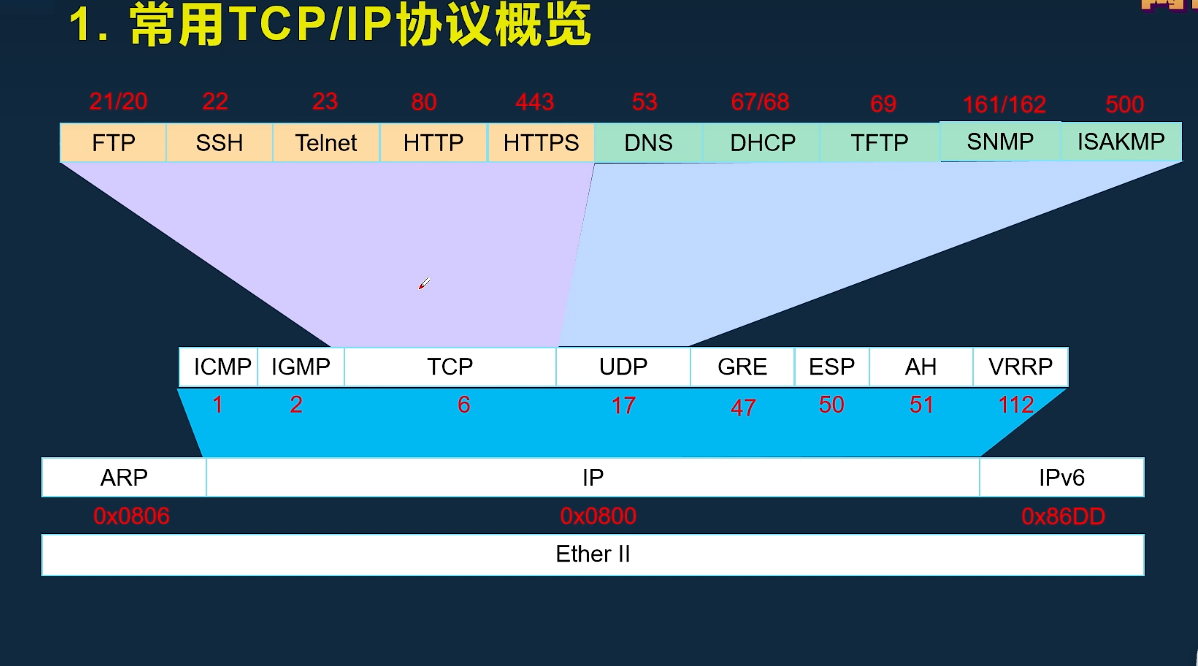 1. 常用TCP/IP协议概览
21/20 22 23 80 443 53 67/68 69 161/162 500
FTP SSH Telnet HTTP HTTPS DNS DHCP TFTP SNMP ISAKMP
ICMP IGMP TCP UDP GRE ESP AH VRRP
1 2 6 17 47 50 51 112
ARP IP IPv6
0x0806 0x0800 0x86DD
Ether II